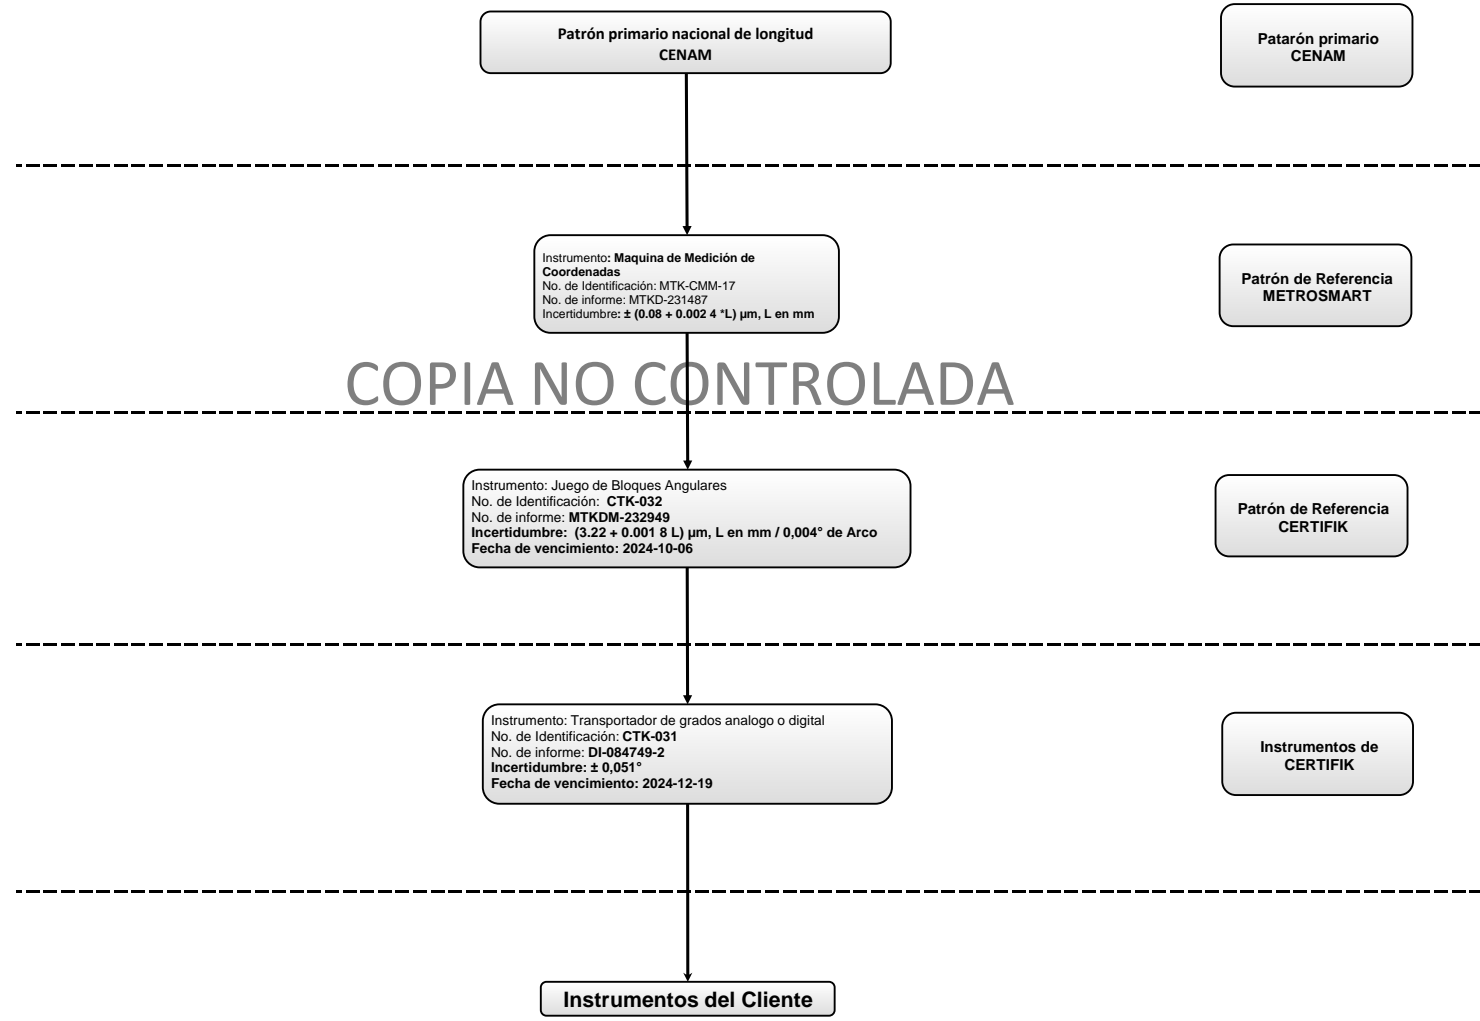 Patrón primario nacional de longitud
CENAM
Patarón primario
CENAM
Instrumento: Maquina de Medición de
Coordenadas
No. de Identificación: MTK-CMM-17
No. de informe: MTKD-231487
Incertidumbre: ± (0.08 + 0.002 4 *L) µm, L en mm
Patrón de Referencia
METROSMART
COPIA NO CONTROLADA
Instrumento: Juego de Bloques Angulares
No. de Identificación: CTK-032
No. de informe: MTKDM-232949
Incertidumbre: (3.22 + 0.001 8 L) µm, L en mm / 0,004° de Arco
Fecha de vencimiento: 2024-10-06
Patrón de Referencia
CERTIFIK
Instrumento: Transportador de grados analogo o digital
No. de Identificación: CTK-031
No. de informe: DI-084749-2
Incertidumbre: ± 0,051°
Fecha de vencimiento: 2024-12-19
Instrumentos de
CERTIFIK
Instrumentos del Cliente